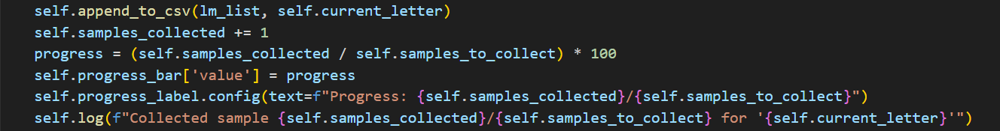 self.append_to_csv(lm_list, self.current_letter)
self.samples_collected += 1
progress = (self.samples_collected / self.samples_to_collect) * 100
self.progress_bar['value'] = progress
self.progress_label.config(text=f"Progress: {self.samples_collected}/{self.samples_to_collect}")
self.log(f"Collected sample {self.samples_collected}/{self.samples_to_collect} for '{self.current_letter}'")